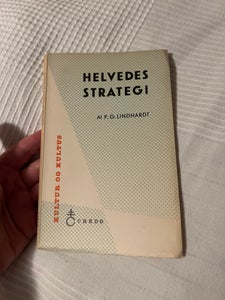 HELVEDES
STRATEGI
Af P. G. LINDHARDT
KULTUR OG KULTUS
CREDO